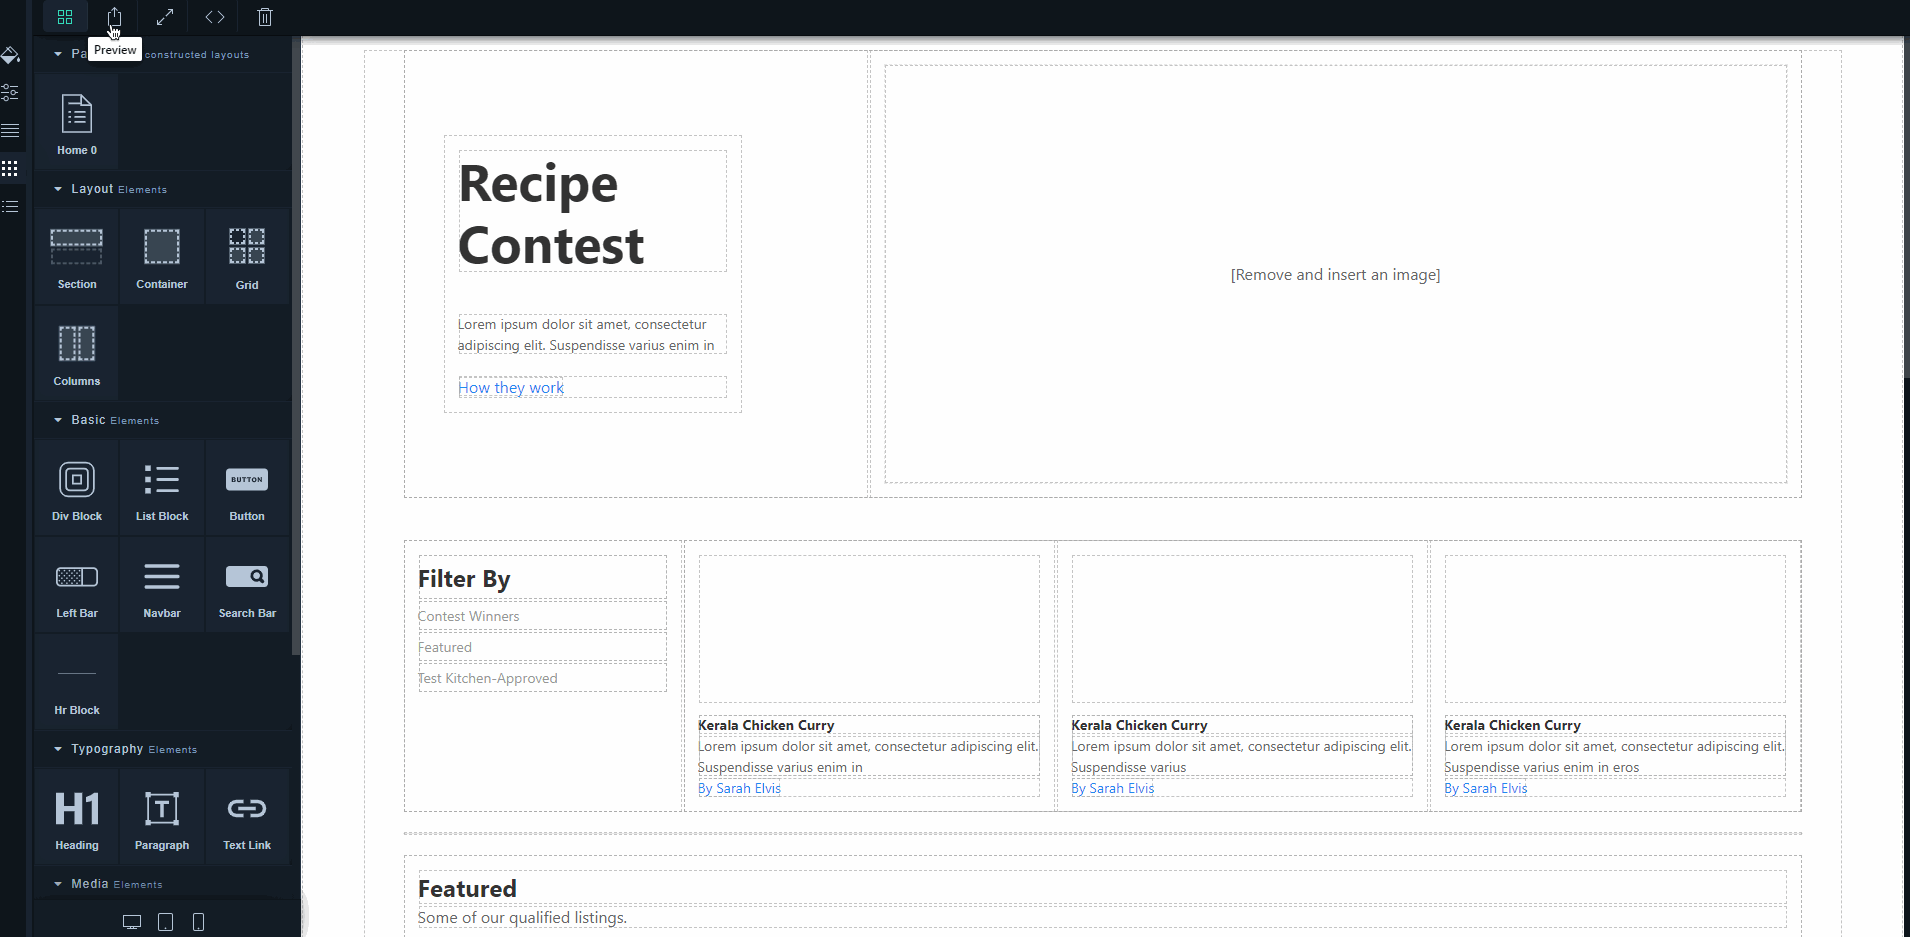 Preview
Pa
constructed layouts
Home 0
Layout Elements
Section
Container
Grid
Columns
Basic Elements
Div Block
List Block
BUTTON
Button
Left Bar
Navbar
Search Bar
Hr Block
Typography Elements
H1
T
Heading
Paragraph
Text Link
Media Elements
Recipe
Contest
Lorem ipsum dolor sit amet, consectetur
adipiscing elit. Suspendisse varius enim in
How they work
[Remove and insert an image]
Filter By
Contest Winners
Featured
Test Kitchen-Approved
Kerala Chicken Curry
Lorem ipsum dolor sit amet, consectetur adipiscing elit.
Suspendisse varius enim in
By Sarah Elvis
Kerala Chicken Curry
Lorem ipsum dolor sit amet, consectetur adipiscing elit.
Suspendisse varius
By Sarah Elvis
Kerala Chicken Curry
Lorem ipsum dolor sit amet, consectetur adipiscing elit.
Suspendisse varius enim in eros
By Sarah Elvis
Featured
Some of our qualified listings.